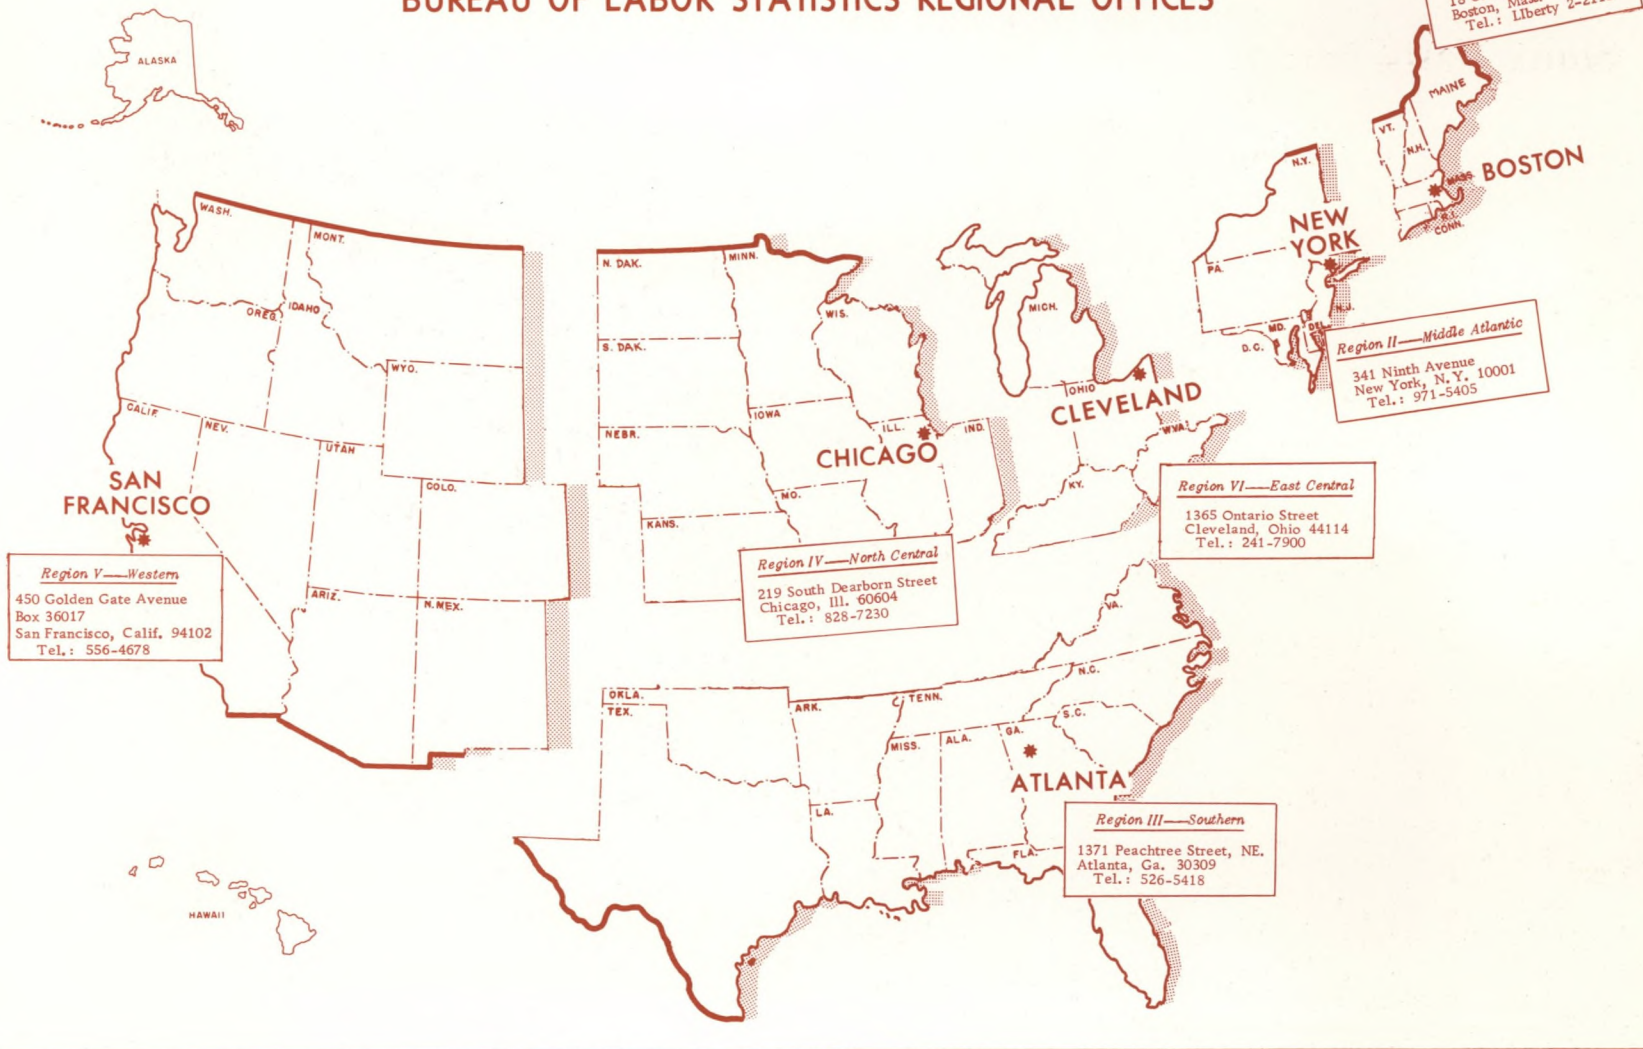 BUREAU OF LABOR STATISTICS REGIONAL OFFICES
Boston, Mass.
Tel.: LIberty
ALASKA
MAINE
VT.
N.H.
MASS.
BOSTON
R.I.
CONN.
N.Y.
NEW
YORK
PA.
N.J.
MD.
DEL.
D.C.
Region II—Middle Atlantic
341 Ninth Avenue
New York, N.Y. 10001
Tel.: 971-5405
WASH.
MONT.
OREG.
IDAHO
WYO.
CALIF.
NEV.
UTAH
COLO.
SAN
FRANCISCO
ARIZ.
N.MEX.
Region V—Western
450 Golden Gate Avenue
Box 36017
San Francisco, Calif. 94102
Tel.: 556-4678
N. DAK.
MINN.
S. DAK.
WIS.
IOWA
NEBR.
ILL.
IND.
CHICAGO
MO.
KANS.
Region IV—North Central
219 South Dearborn Street
Chicago, Ill. 60604
Tel.: 828-7230
MICH.
OHIO
CLEVELAND
W.VA.
KY.
Region VI—East Central
1365 Ontario Street
Cleveland, Ohio 44114
Tel.: 241-7900
VA.
N.C.
OKLA.
TEX.
ARK.
TENN.
S.C.
MISS.
ALA.
GA.
ATLANTA
LA.
FLA.
Region III—Southern
1371 Peachtree Street, NE.
Atlanta, Ga. 30309
Tel.: 526-5418
HAWAII